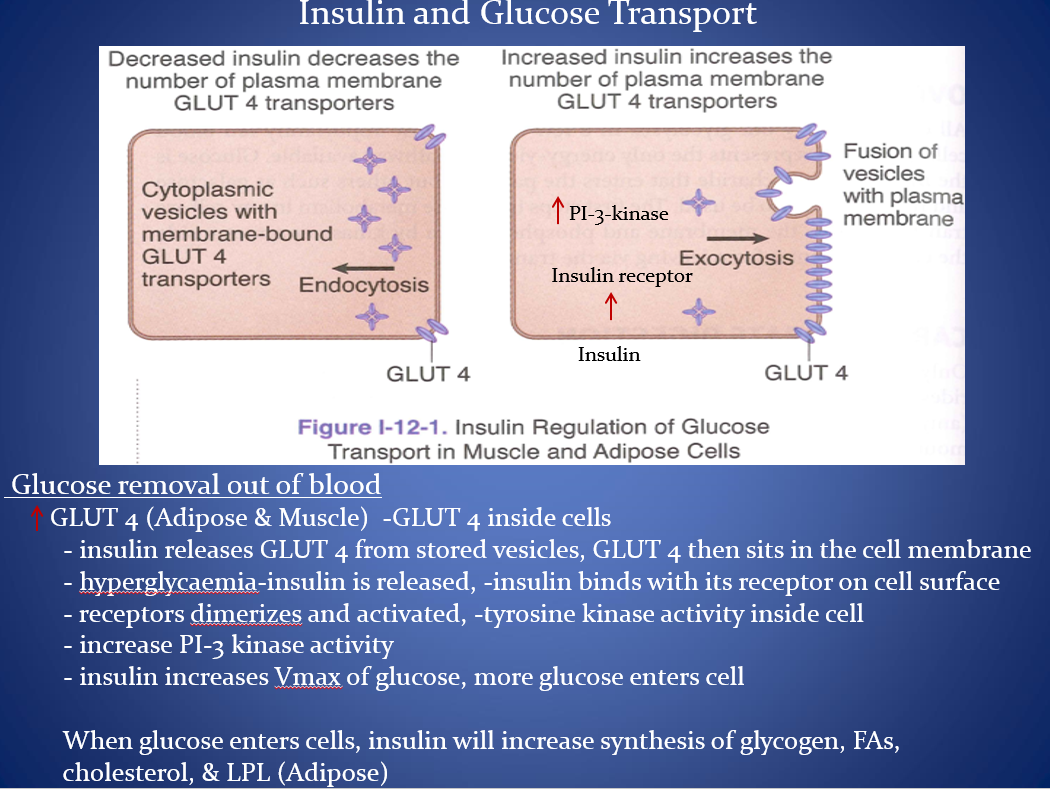 Insulin and Glucose Transport
Decreased insulin decreases the
number of plasma membrane
GLUT 4 transporters
Cytoplasmic
vesicles with
membrane-bound
GLUT 4
transporters
Endocytosis
GLUT 4
Increased insulin increases the
number of plasma membrane
GLUT 4 transporters
Fusion of
vesicles
with plasma
membrane
↑ PI-3-kinase
Exocytosis
Insulin receptor
↑
Insulin
GLUT 4
Figure I-12-1. Insulin Regulation of Glucose
Transport in Muscle and Adipose Cells
Glucose removal out of blood
↑ GLUT 4 (Adipose & Muscle) -GLUT 4 inside cells
- insulin releases GLUT 4 from stored vesicles, GLUT 4 then sits in the cell membrane
- hyperglycaemia-insulin is released, -insulin binds with its receptor on cell surface
- receptors dimerizes and activated, -tyrosine kinase activity inside cell
- increase PI-3 kinase activity
- insulin increases Vmax of glucose, more glucose enters cell
When glucose enters cells, insulin will increase synthesis of glycogen, FAs,
cholesterol, & LPL (Adipose)